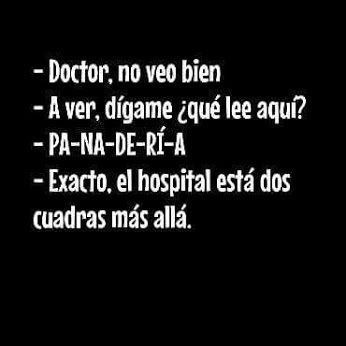 - Doctor, no veo bien
- A ver, dígame ¿qué lee aquí?
- PA-NA-DE-RÍ-A
- Exacto, el hospital está dos
cuadras más allá.